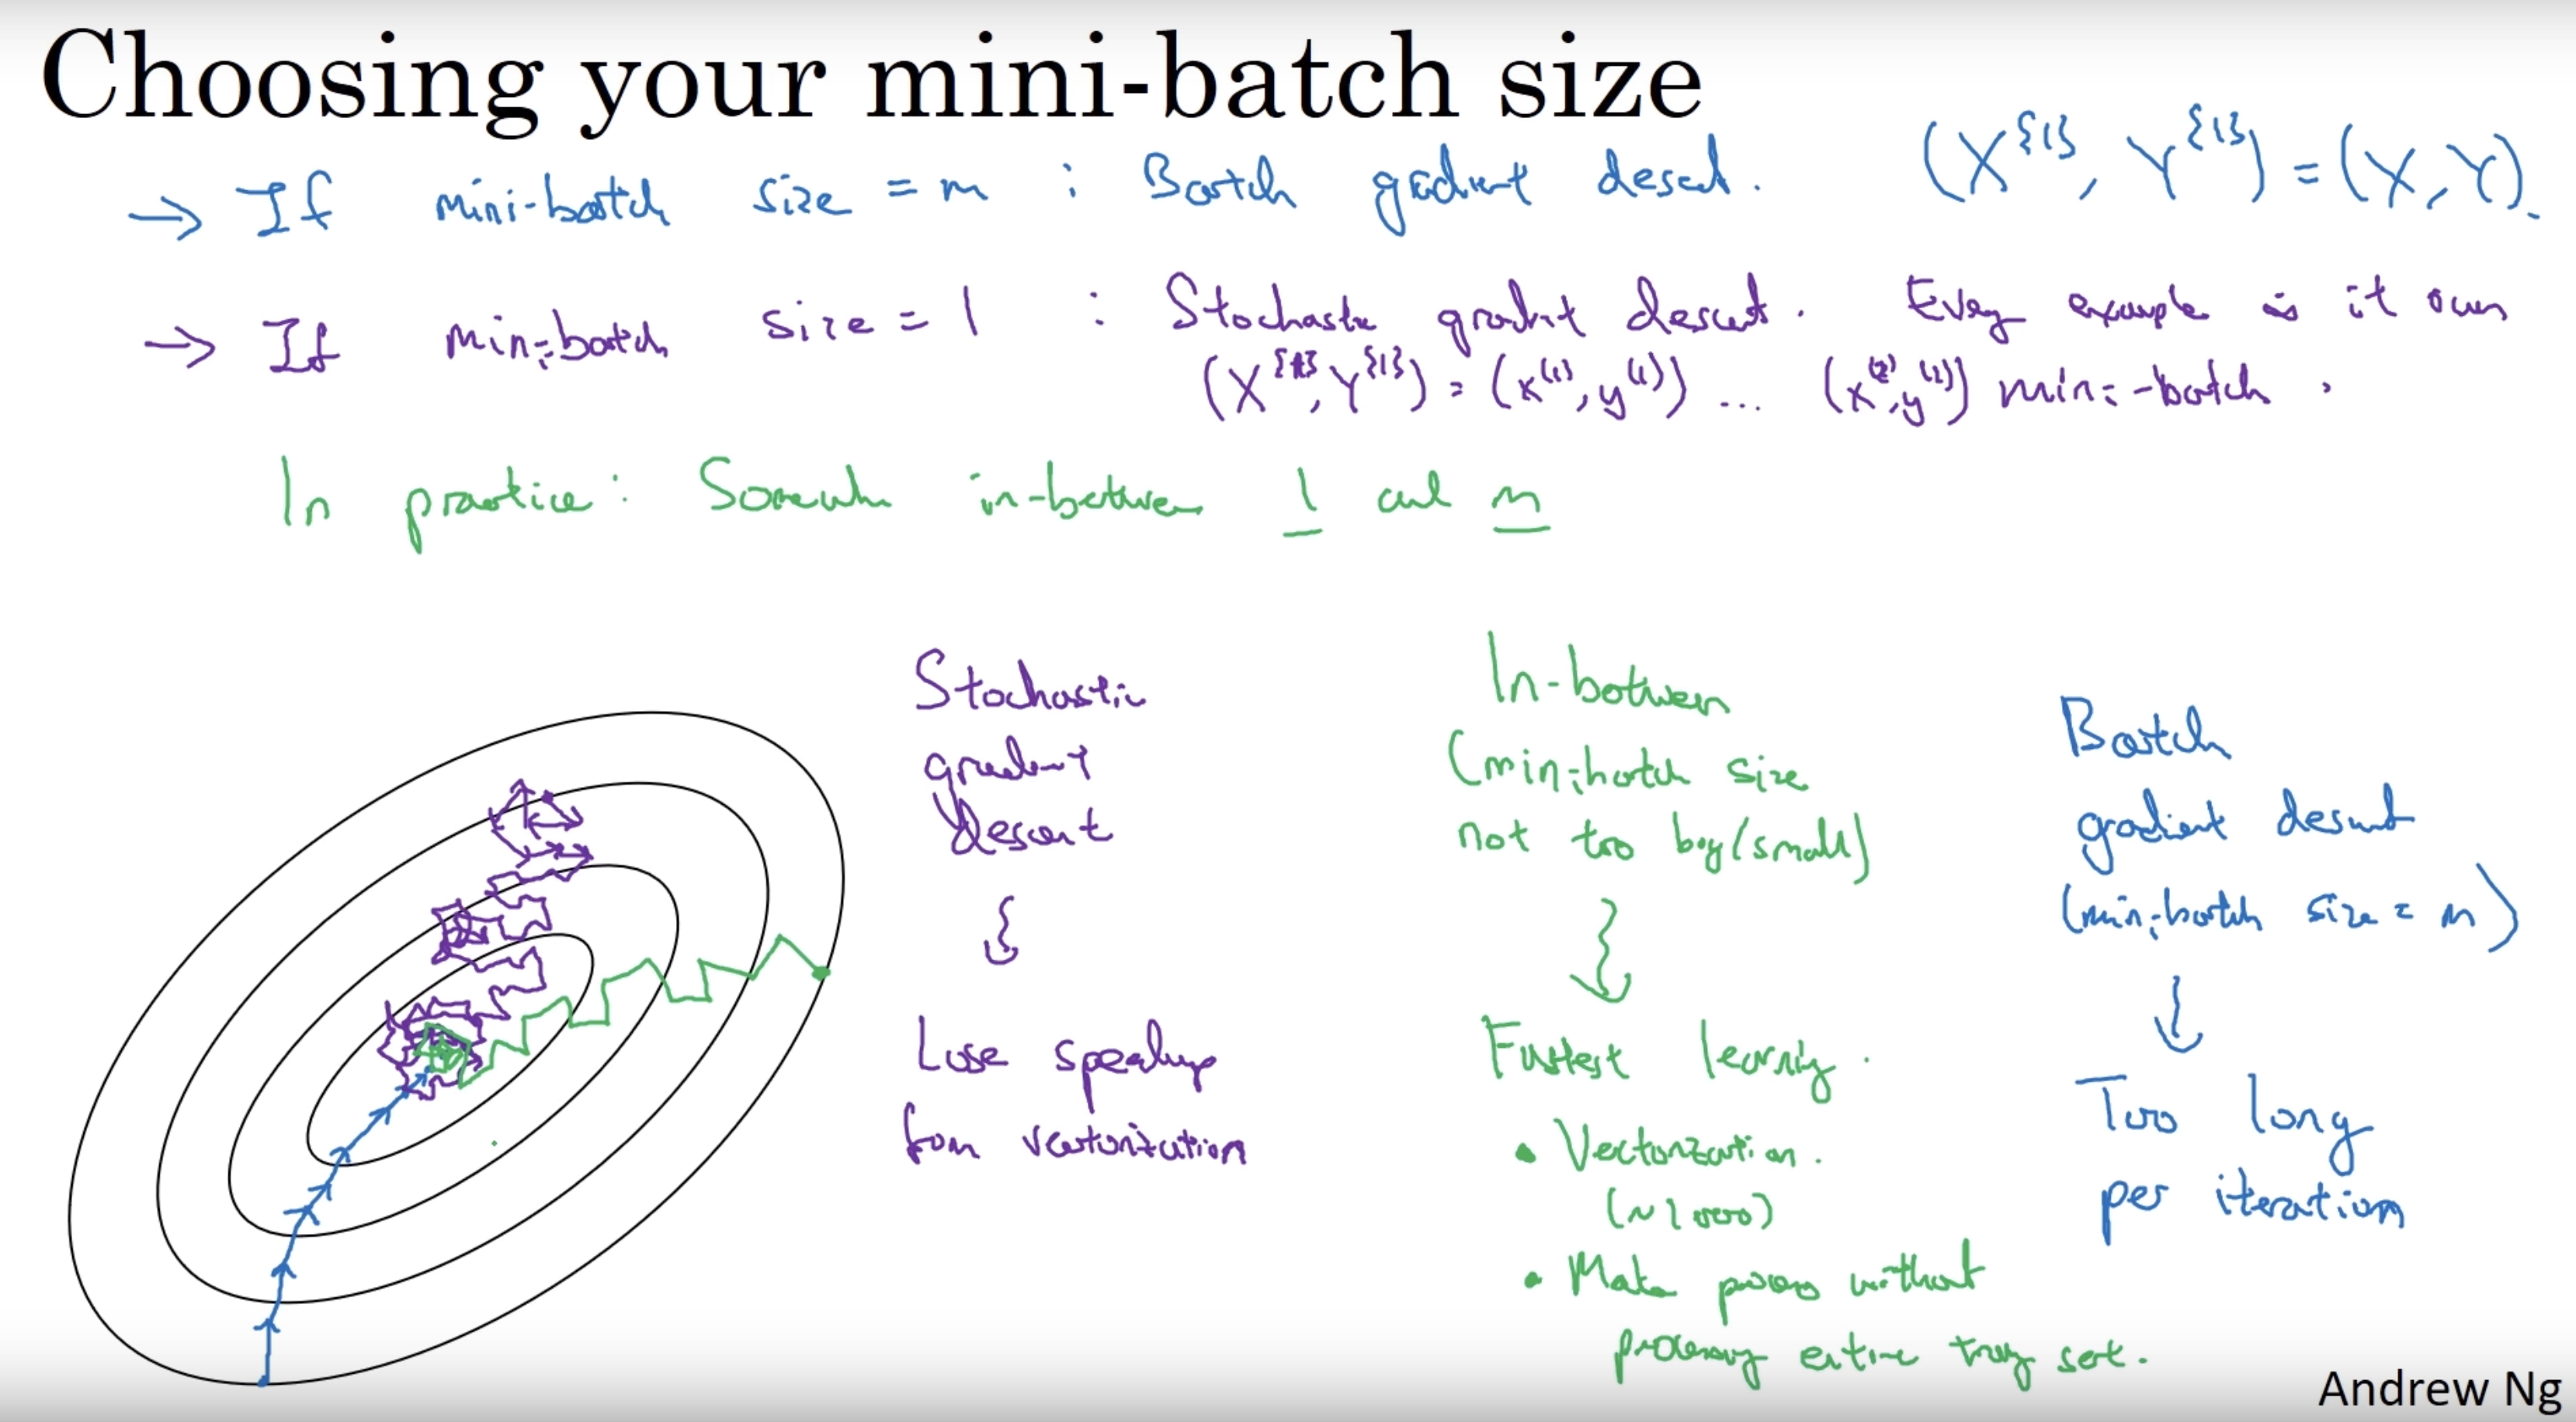 Choosing your mini-batch size
→ If mini-batch size = m : Batch gradient descent. (X^{1}, Y^{1}) = (X, Y).
→ If mini-batch size = 1 : Stochastic gradient descent. Every example is it own
(X^{1}, Y^{1}) = (x^(1), y^(1)) ... (x^(2), y^(2)) mini-batch.
In practice: Somewhere in-between 1 and m
Stochastic
gradient
descent
Lose speedup
from vectorization
In-between
(mini-batch size
not too big/small)
Fastest learning.
• Vectorization.
(~1000)
• Make progress without
processing entire training set.
Batch
gradient descent
(mini-batch size = m)
Too long
per iteration
Andrew Ng